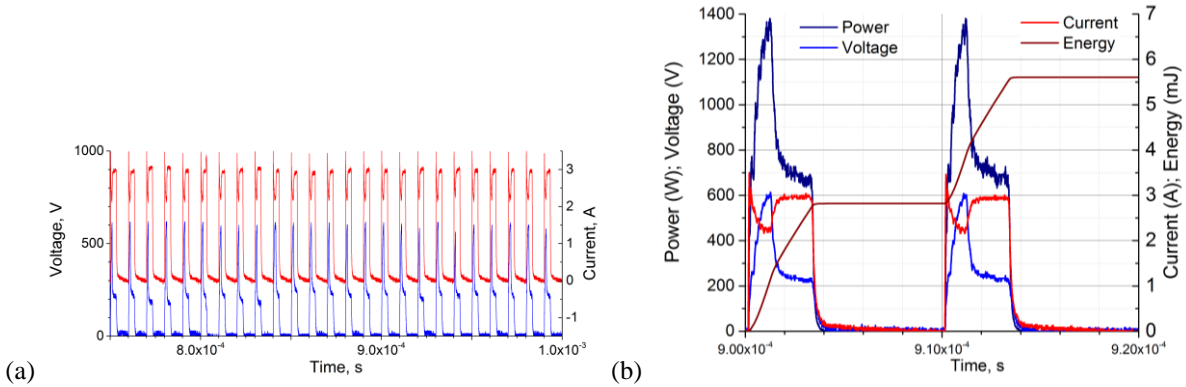 (a)
Voltage, V
1000
500
0
3
2
1
0
-1
Current, A
8.0x10⁻⁴
9.0x10⁻⁴
1.0x10⁻³
Time, s
(b)
Power (W); Voltage (V)
1400
1200
1000
800
600
400
200
0
Power
Voltage
Current
Energy
7
6
5
4
3
2
1
0
Current (A); Energy (mJ)
9.00x10⁻⁴
9.10x10⁻⁴
9.20x10⁻⁴
Time, s